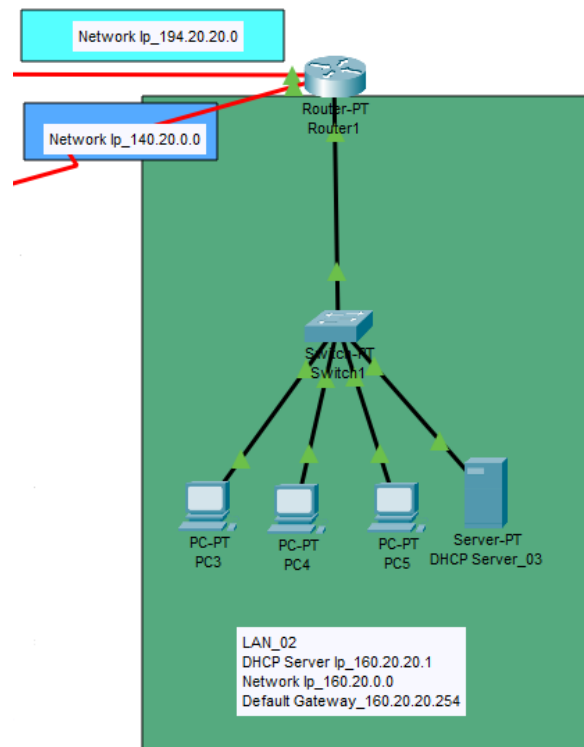 Network Ip_194.20.20.0
Router-PT
Router1
Network Ip_140.20.0.0
Switch-PT
Switch1
PC-PT
PC3
PC-PT
PC4
PC-PT
PC5
Server-PT
DHCP Server_03
LAN_02
DHCP Server Ip_160.20.20.1
Network Ip_160.20.0.0
Default Gateway_160.20.20.254